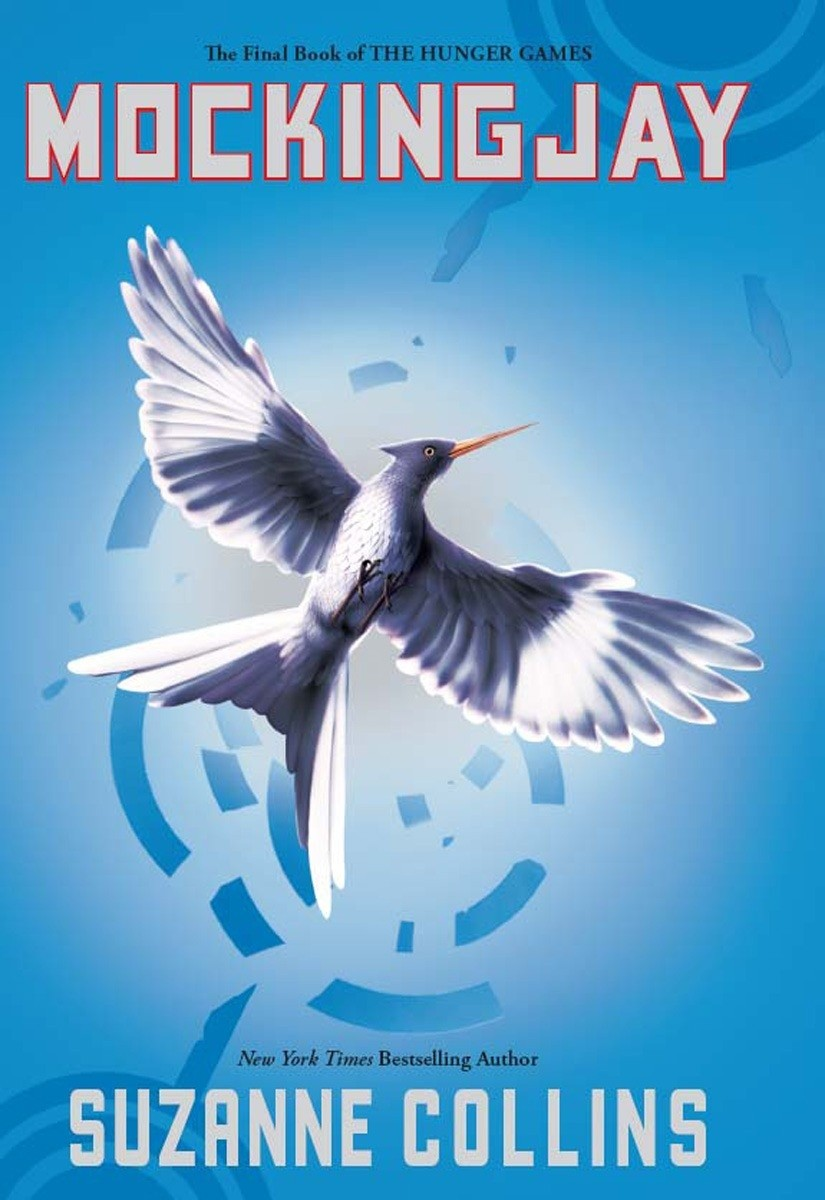 The Final Book of THE HUNGER GAMES
MOCKINGJAY
New York Times Bestselling Author
SUZANNE COLLINS